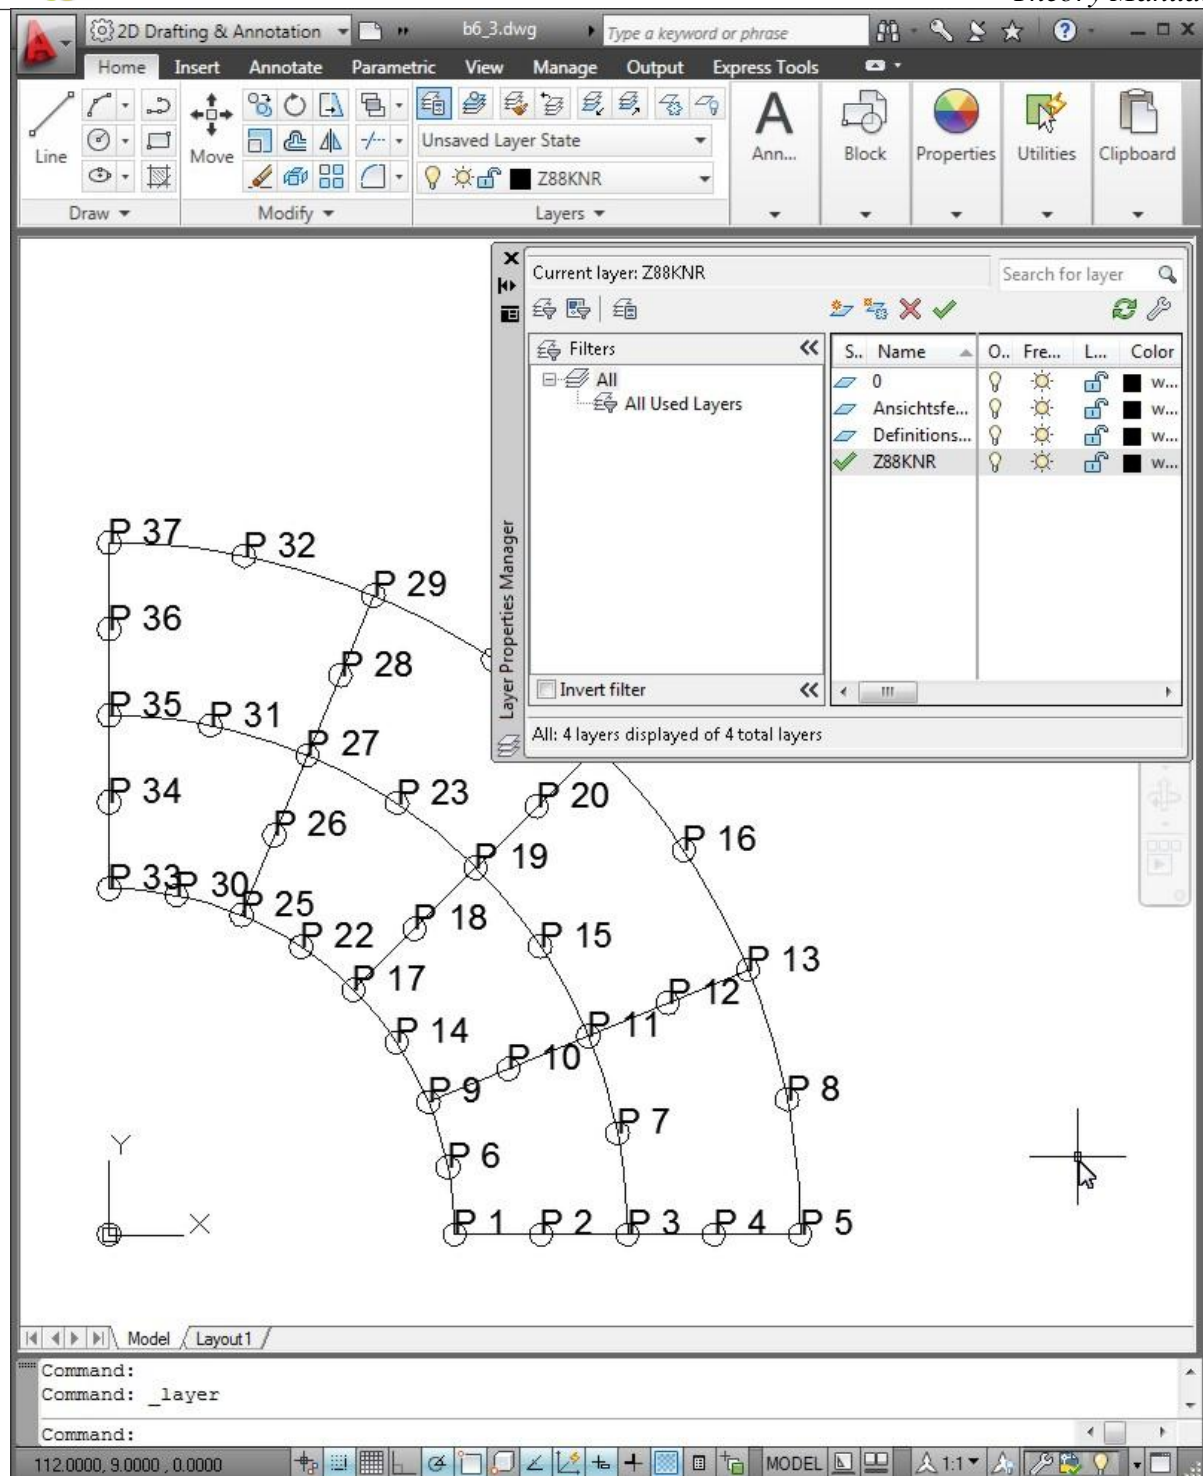 Theory Manual
2D Drafting & Annotation
b6_3.dwg
Type a keyword or phrase
Home Insert Annotate Parametric View Manage Output Express Tools
Line
Move
Unsaved Layer State
Z88KNR
Ann...
Block
Properties
Utilities
Clipboard
Draw
Modify
Layers
Current layer: Z88KNR
Search for layer
Filters
All
All Used Layers
S.. Name O.. Fre... L... Color
0 w...
Ansichtsfe... w...
Definitions... w...
Z88KNR w...
Invert filter
All: 4 layers displayed of 4 total layers
Layer Properties Manager
P 37
P 32
P 29
P 36
P 28
P 35
P 31
P 27
P 34
P 23
P 20
P 26
P 16
P 33
P 30
P 25
P 19
P 22
P 18
P 15
P 17
P 13
P 12
P 14
P 11
P 10
P 9
P 8
P 7
P 6
Y
X
P 1
P 2
P 3
P 4
P 5
Model Layout1
Command:
Command: _layer
Command:
112.0000, 9.0000 , 0.0000
MODEL
1:1